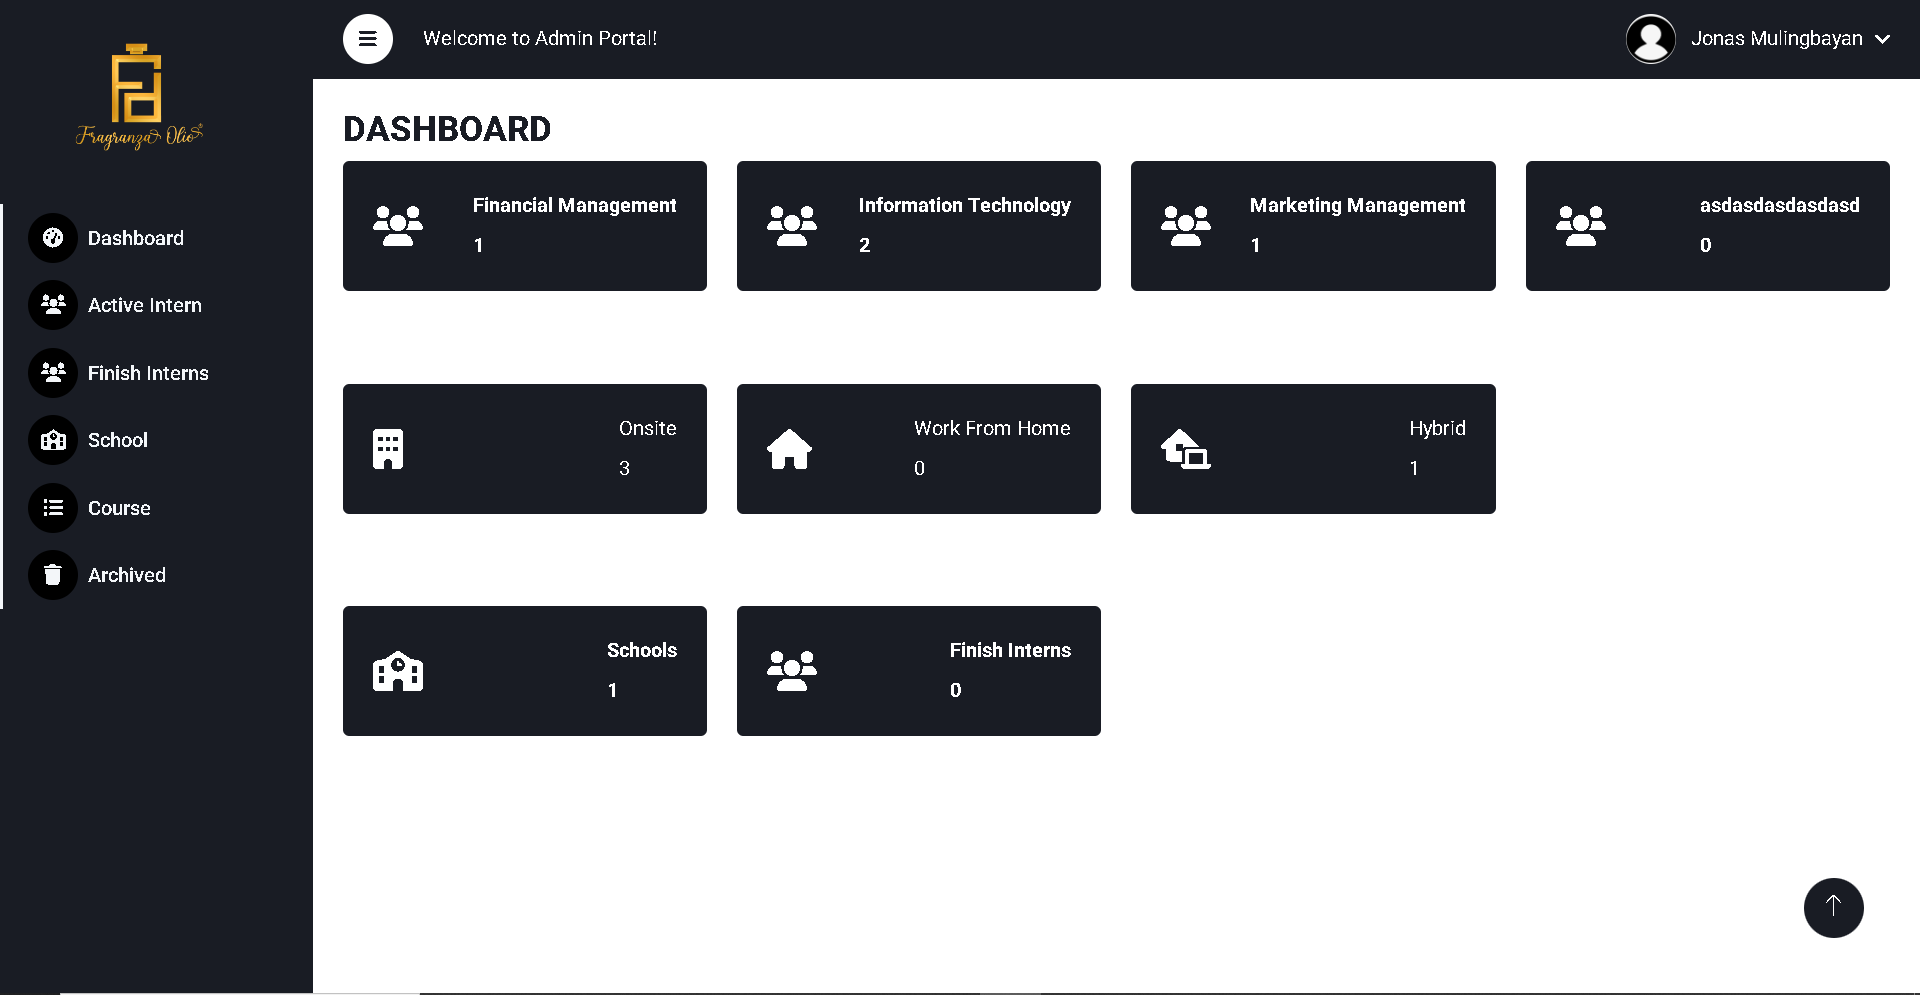 Fragranza Olio®
Welcome to Admin Portal!
Jonas Mulingbayan
Dashboard
Active Intern
Finish Interns
School
Course
Archived
DASHBOARD
Financial Management
1
Information Technology
2
Marketing Management
1
asdasdasdasdasd
0
Onsite
3
Work From Home
0
Hybrid
1
Schools
1
Finish Interns
0